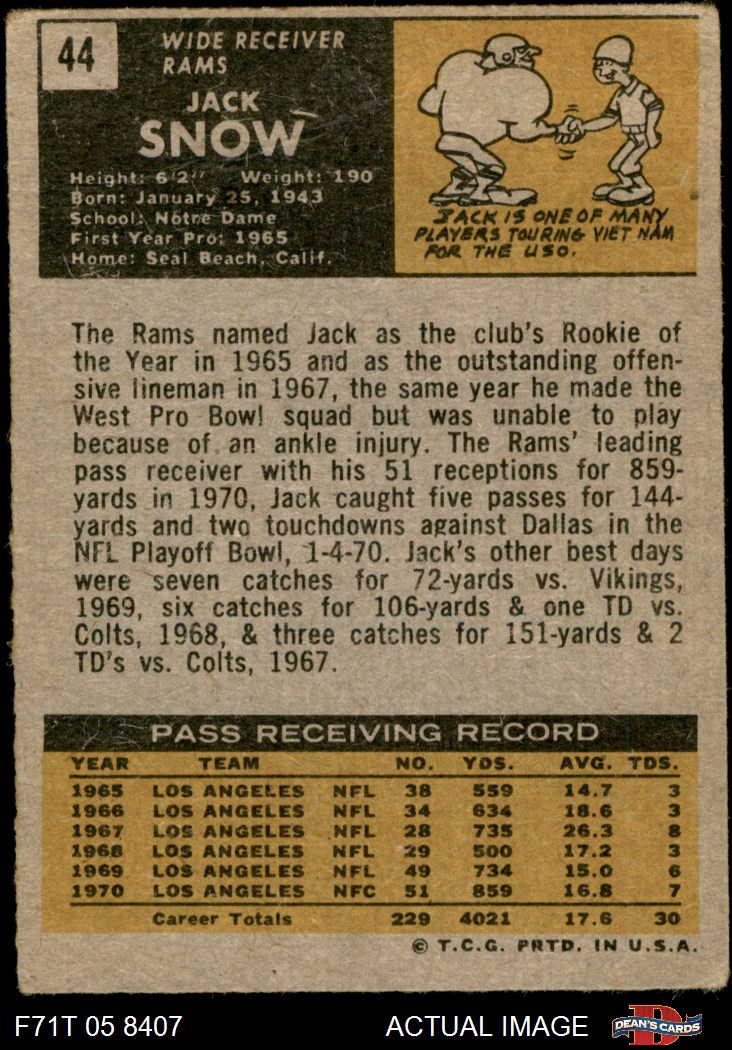 44
WIDE RECEIVER
RAMS
JACK
SNOW
Height: 6'2" Weight: 190
Born: January 25, 1943
School: Notre Dame
First Year Pro: 1965
Home: Seal Beach, Calif.
JACK IS ONE OF MANY
PLAYERS TOURING VIET NAM
FOR THE USO.
The Rams named Jack as the club's Rookie of
the Year in 1965 and as the outstanding offen-
sive lineman in 1967, the same year he made the
West Pro Bowl squad but was unable to play
because of an ankle injury. The Rams' leading
pass receiver with his 51 receptions for 859-
yards in 1970, Jack caught five passes for 144-
yards and two touchdowns against Dallas in the
NFL Playoff Bowl, 1-4-70. Jack's other best days
were seven catches for 72-yards vs. Vikings,
1969, six catches for 106-yards & one TD vs.
Colts, 1968, & three catches for 151-yards & 2
TD's vs. Colts, 1967.
PASS RECEIVING RECORD
YEAR TEAM NO. YDS. AVG. TDS.
1965 LOS ANGELES NFL 38 559 14.7 3
1966 LOS ANGELES NFL 34 634 18.6 3
1967 LOS ANGELES NFL 28 735 26.3 8
1968 LOS ANGELES NFL 29 500 17.2 3
1969 LOS ANGELES NFL 49 734 15.0 6
1970 LOS ANGELES NFC 51 859 16.8 7
Career Totals 229 4021 17.6 30
© T.C.G. PRTD. IN U.S.A.
F71T 05 8407 ACTUAL IMAGE
D
DEAN'S CARDS